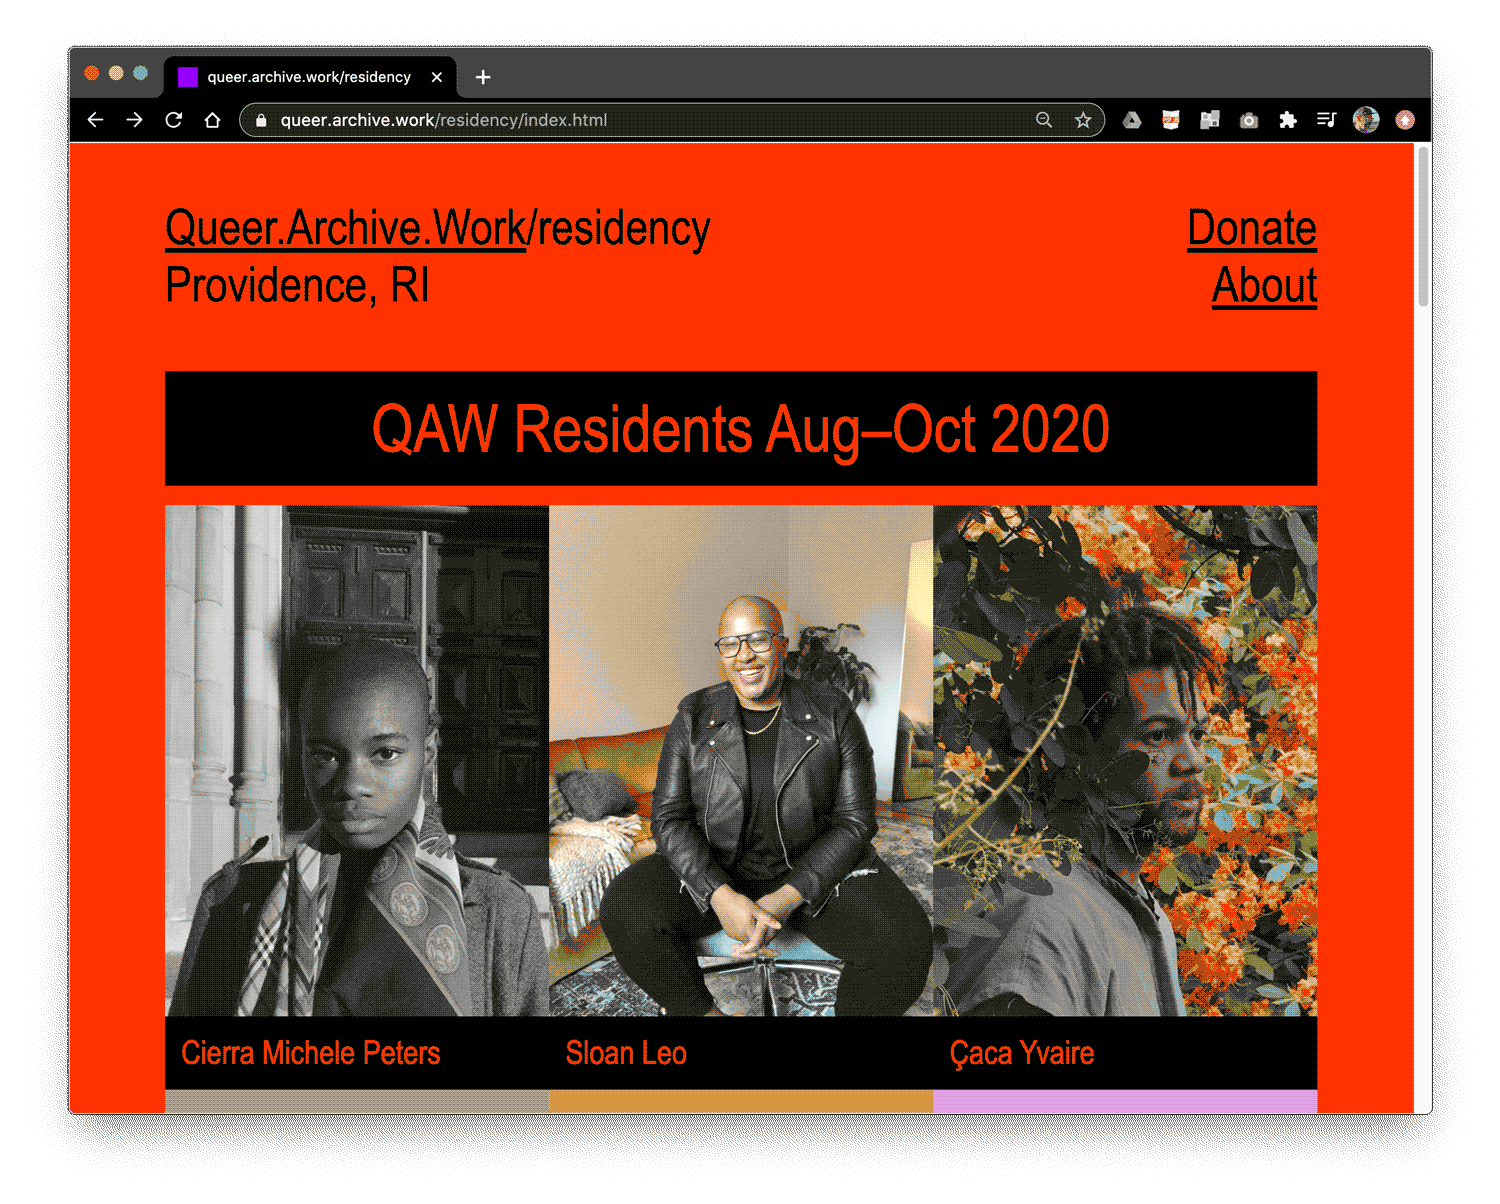 queer.archive.work/residency
queer.archive.work/residency/index.html
Queer.Archive.Work/residency
Providence, RI
Donate
About
QAW Residents Aug–Oct 2020
Cierra Michele Peters
Sloan Leo
Çaca Yvaire